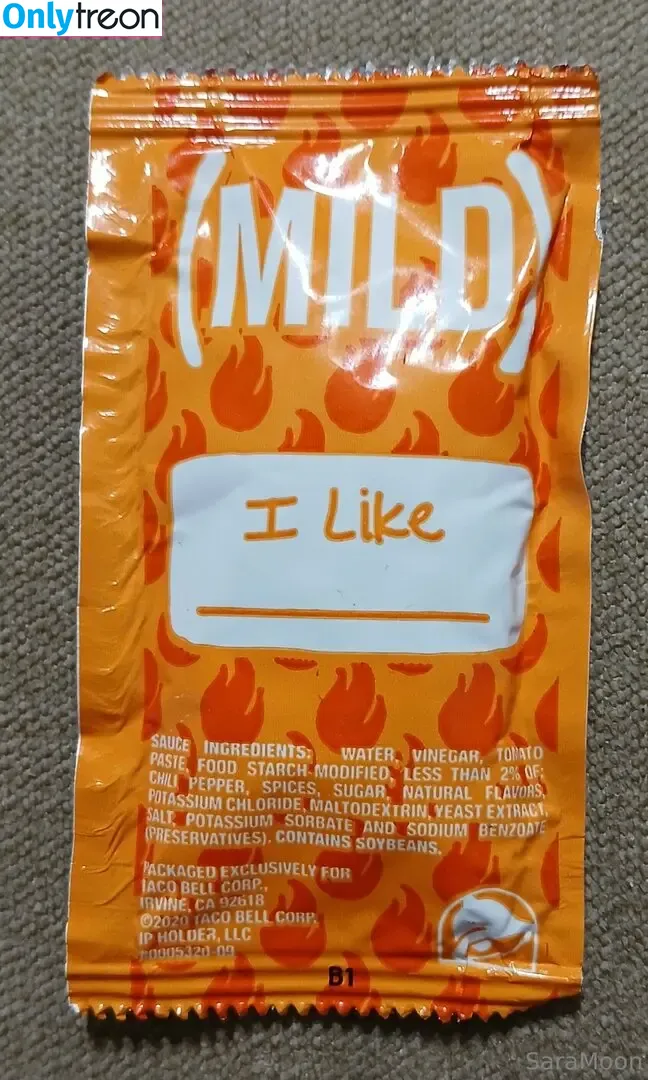 Onlytreon
(MILD)
I Like
SAUCE INGREDIENTS: WATER, VINEGAR, TOMATO
PASTE, FOOD STARCH-MODIFIED, LESS THAN 2% OF:
CHILI PEPPER, SPICES, SUGAR, NATURAL FLAVORS,
POTASSIUM CHLORIDE, MALTODEXTRIN, YEAST EXTRACT,
SALT, POTASSIUM SORBATE AND SODIUM BENZOATE
(PRESERVATIVES). CONTAINS SOYBEANS.
PACKAGED EXCLUSIVELY FOR
TACO BELL CORP.,
IRVINE, CA 92618
©2020 TACO BELL CORP.
IP HOLDER, LLC
#0005320-09
B1
SaraMoon